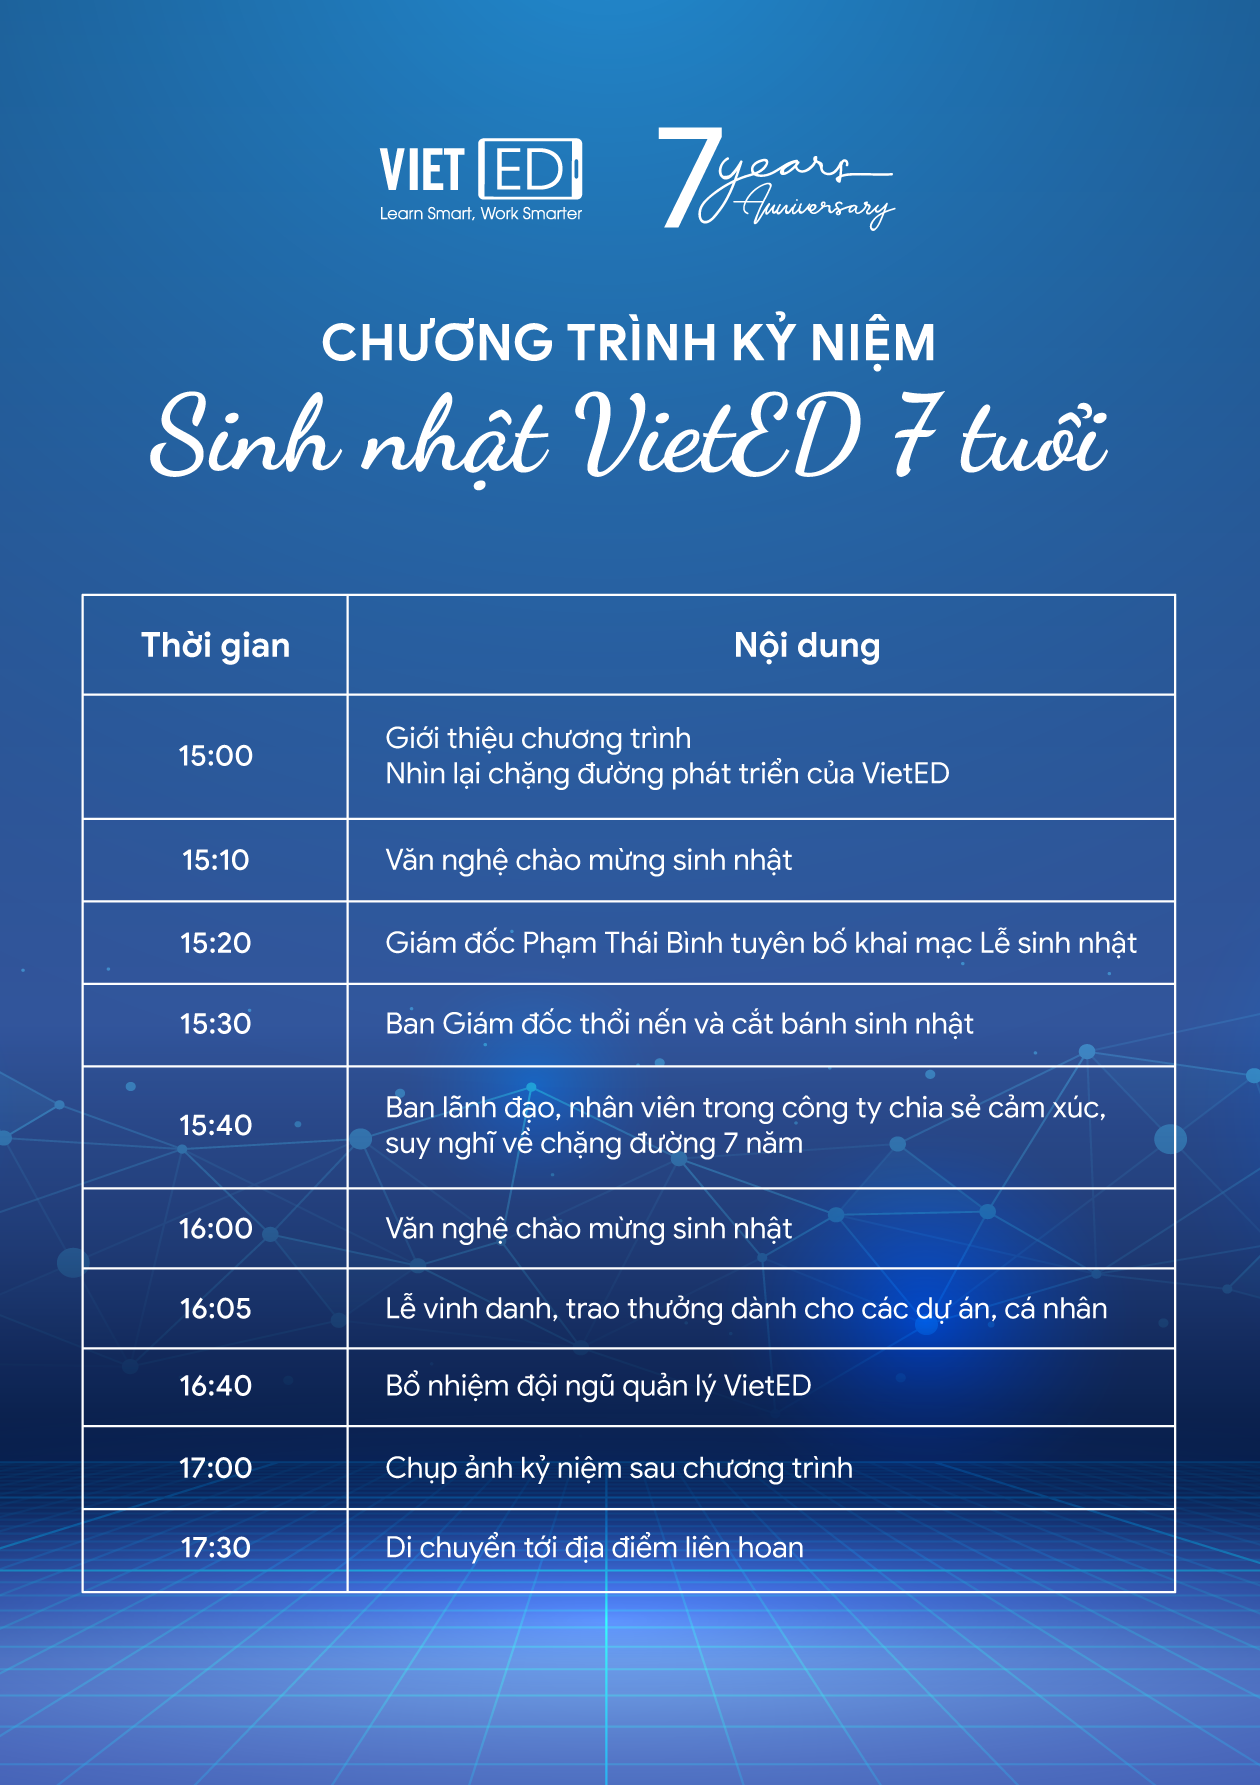 VIET ED
Learn Smart, Work Smarter
7 years
Anniversary
CHƯƠNG TRÌNH KỶ NIỆM
Sinh nhật VietED 7 tuổi
Thời gian
Nội dung
15:00
Giới thiệu chương trình
Nhìn lại chặng đường phát triển của VietED
15:10
Văn nghệ chào mừng sinh nhật
15:20
Giám đốc Phạm Thái Bình tuyên bố khai mạc Lễ sinh nhật
15:30
Ban Giám đốc thổi nến và cắt bánh sinh nhật
15:40
Ban lãnh đạo, nhân viên trong công ty chia sẻ cảm xúc,
suy nghĩ về chặng đường 7 năm
16:00
Văn nghệ chào mừng sinh nhật
16:05
Lễ vinh danh, trao thưởng dành cho các dự án, cá nhân
16:40
Bổ nhiệm đội ngũ quản lý VietED
17:00
Chụp ảnh kỷ niệm sau chương trình
17:30
Di chuyển tới địa điểm liên hoan